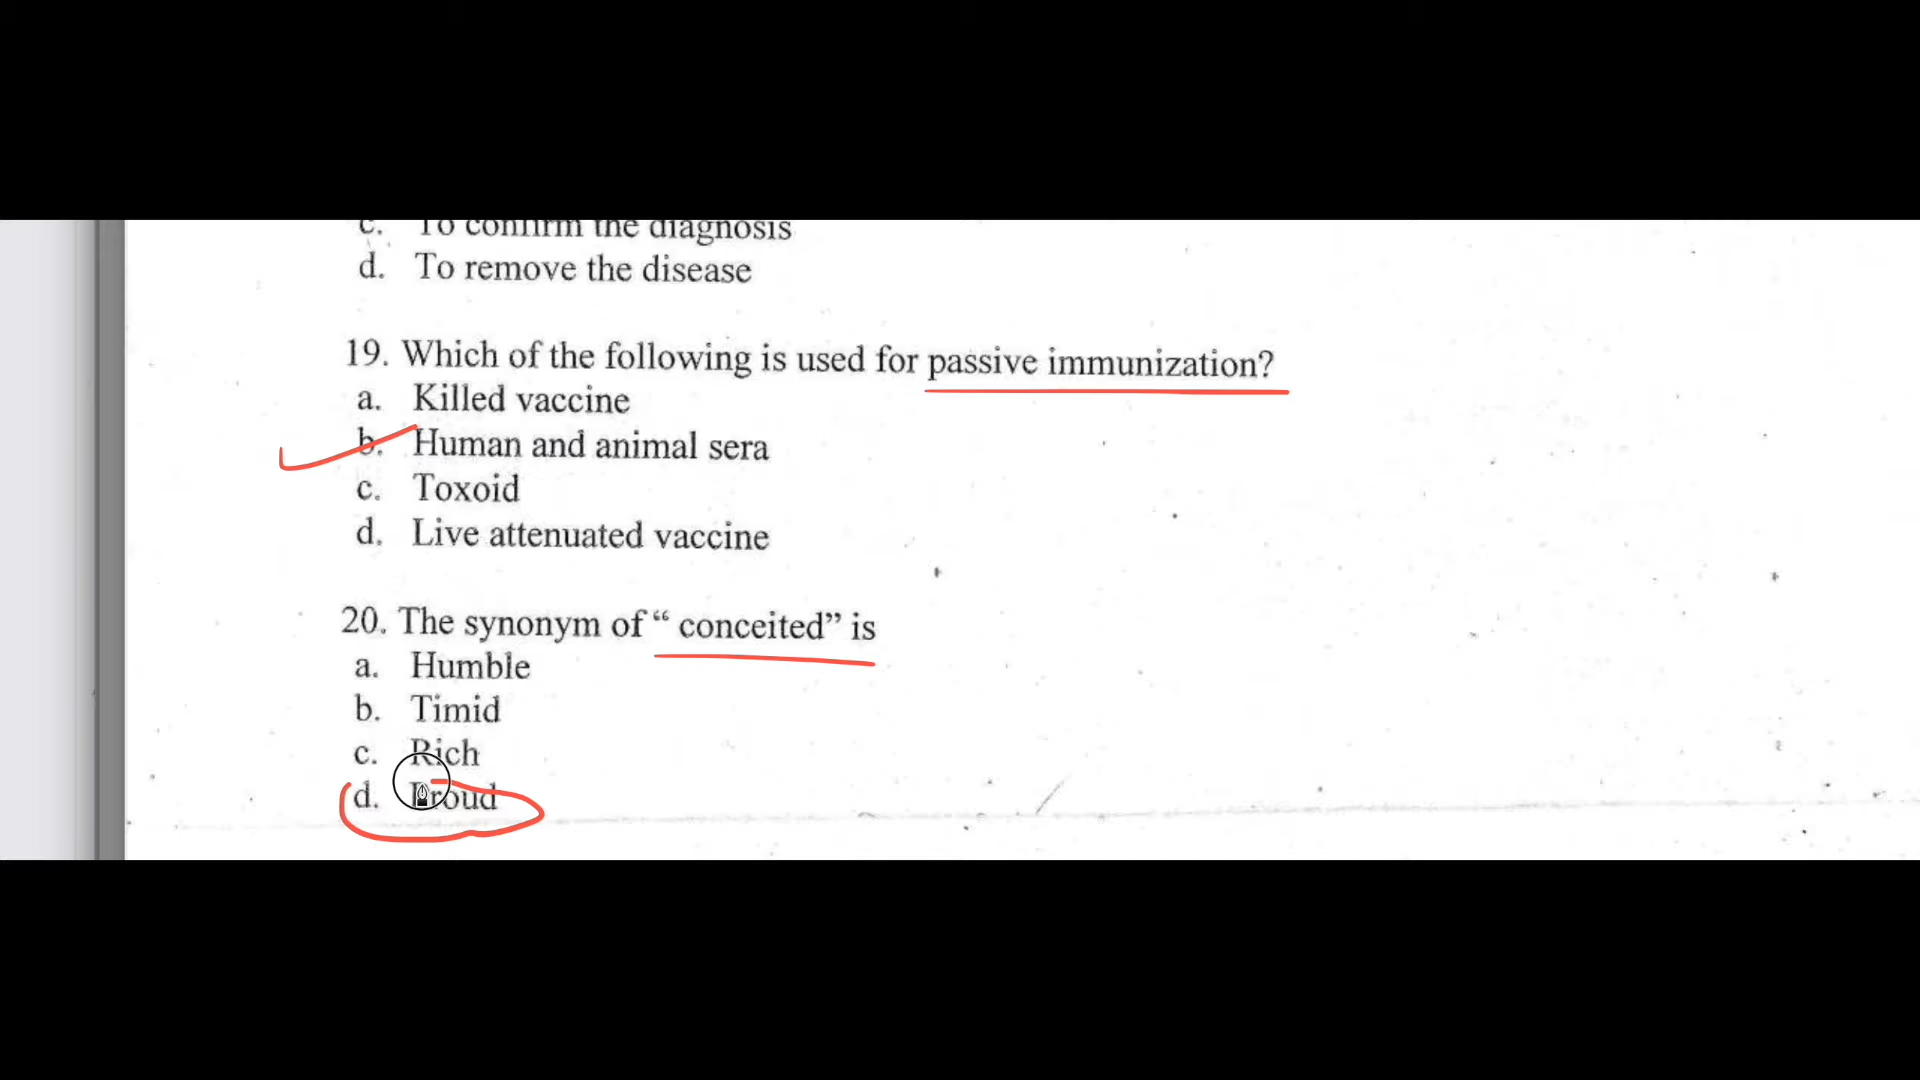 c. To confirm the diagnosis
d. To remove the disease
19. Which of the following is used for passive immunization?
a. Killed vaccine
b. Human and animal sera
c. Toxoid
d. Live attenuated vaccine
20. The synonym of “ conceited” is
a. Humble
b. Timid
c. Rich
d. Proud